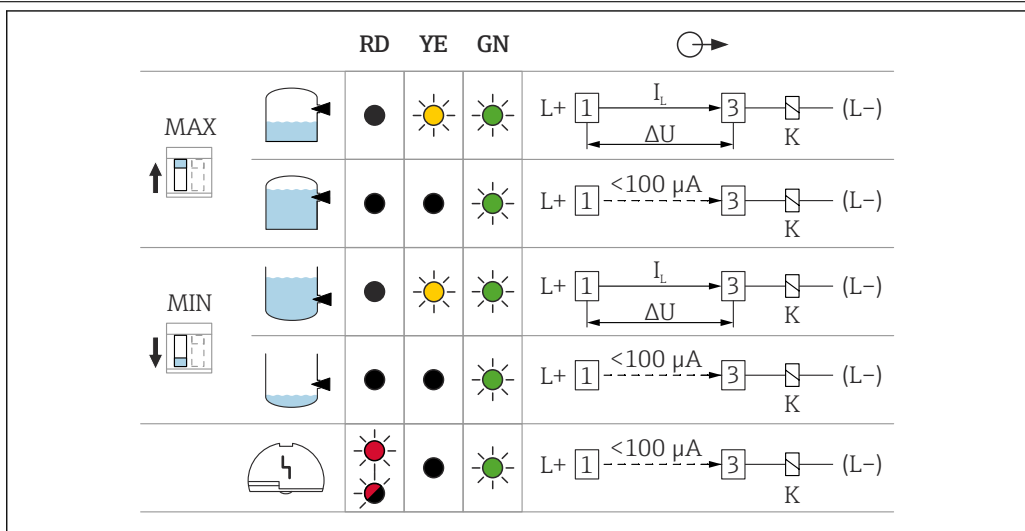 RD YE GN
MAX
L+ 1 I_L 3 (L−)
ΔU K
L+ 1 <100 µA 3 (L−)
K
MIN
L+ 1 I_L 3 (L−)
ΔU K
L+ 1 <100 µA 3 (L−)
K
L+ 1 <100 µA 3 (L−)
K